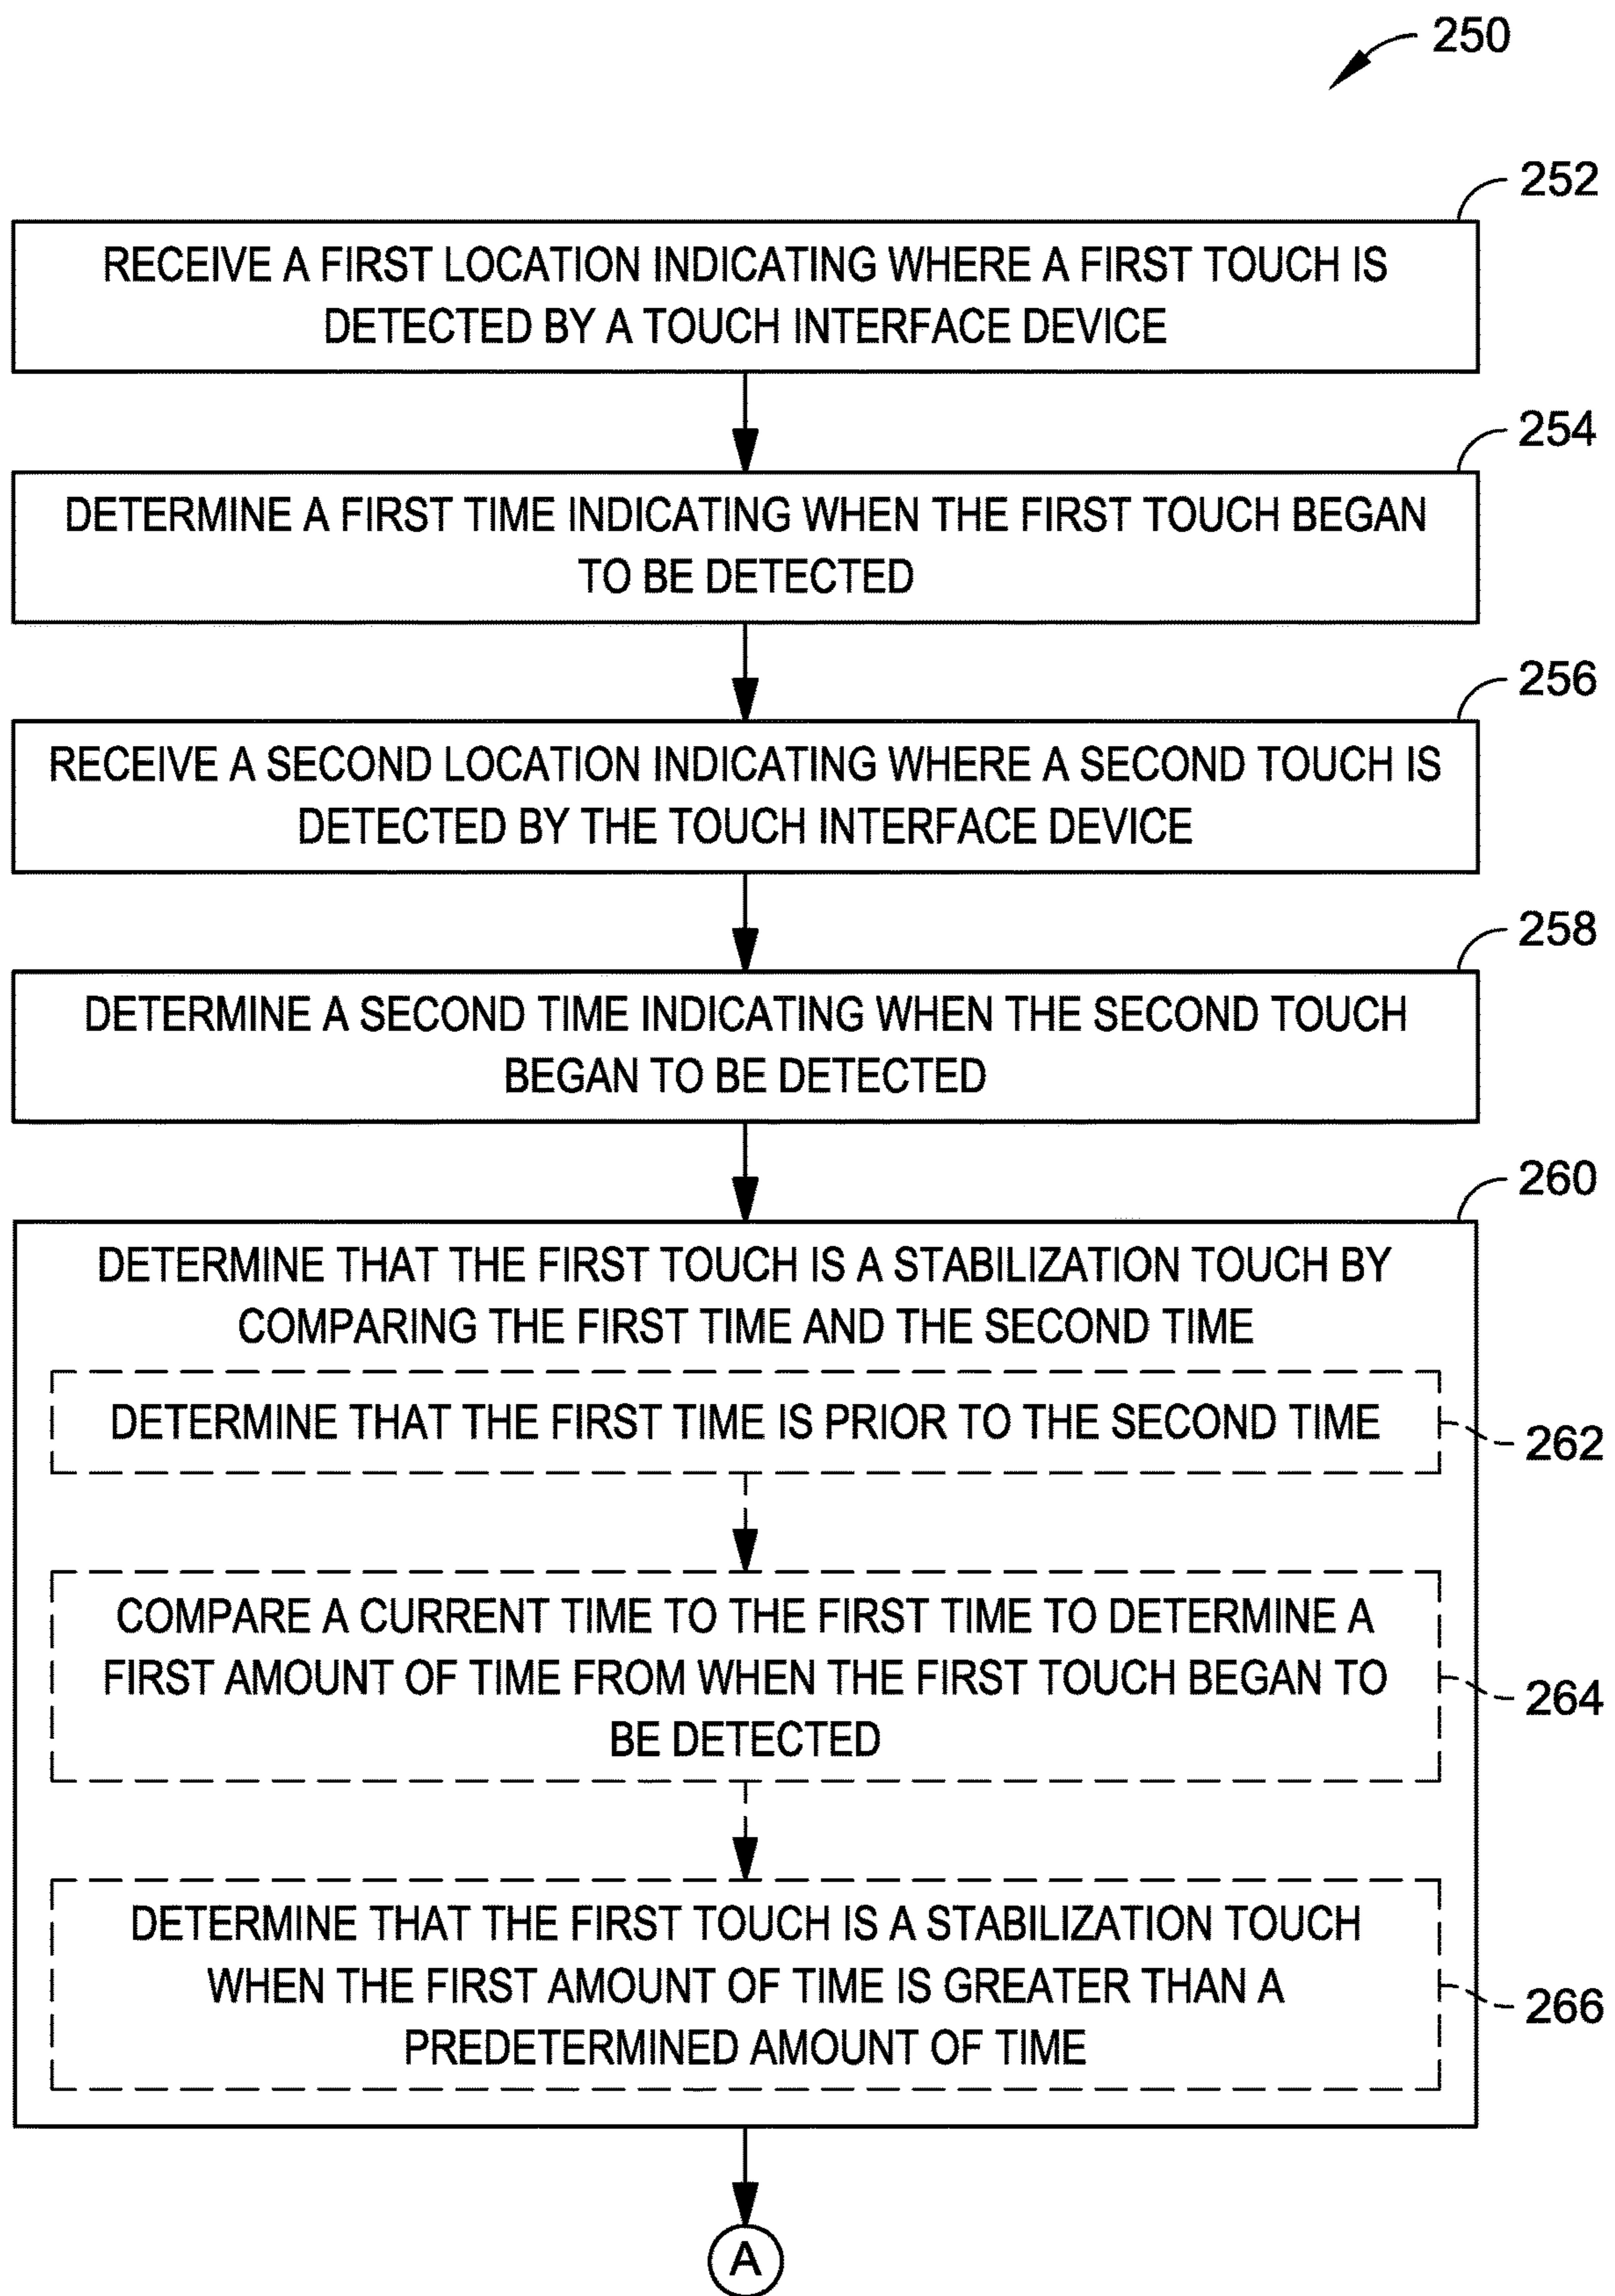 250
252
RECEIVE A FIRST LOCATION INDICATING WHERE A FIRST TOUCH IS
DETECTED BY A TOUCH INTERFACE DEVICE
254
DETERMINE A FIRST TIME INDICATING WHEN THE FIRST TOUCH BEGAN
TO BE DETECTED
256
RECEIVE A SECOND LOCATION INDICATING WHERE A SECOND TOUCH IS
DETECTED BY THE TOUCH INTERFACE DEVICE
258
DETERMINE A SECOND TIME INDICATING WHEN THE SECOND TOUCH
BEGAN TO BE DETECTED
260
DETERMINE THAT THE FIRST TOUCH IS A STABILIZATION TOUCH BY
COMPARING THE FIRST TIME AND THE SECOND TIME
DETERMINE THAT THE FIRST TIME IS PRIOR TO THE SECOND TIME
262
COMPARE A CURRENT TIME TO THE FIRST TIME TO DETERMINE A
FIRST AMOUNT OF TIME FROM WHEN THE FIRST TOUCH BEGAN TO
BE DETECTED
264
DETERMINE THAT THE FIRST TOUCH IS A STABILIZATION TOUCH
WHEN THE FIRST AMOUNT OF TIME IS GREATER THAN A
PREDETERMINED AMOUNT OF TIME
266
A